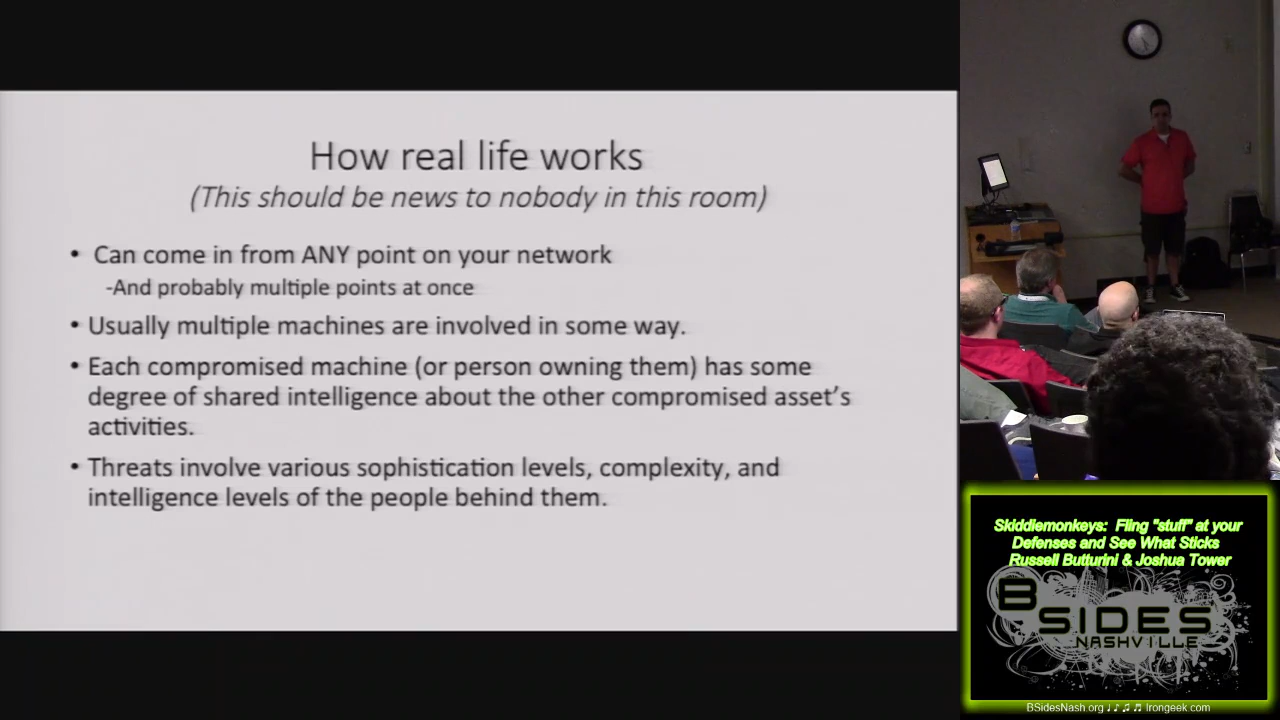 How real life works
(This should be news to nobody in this room)
• Can come in from ANY point on your network
-And probably multiple points at once
• Usually multiple machines are involved in some way.
• Each compromised machine (or person owning them) has some
degree of shared intelligence about the other compromised asset's
activities.
• Threats involve various sophistication levels, complexity, and
intelligence levels of the people behind them.
Skiddiemonkeys: Fling "stuff" at your
Defenses and See What Sticks
Russell Butturini & Joshua Tower
BSIDES
NASHVILLE
BSidesNash.org ♩♪♫♬ Irongeek.com